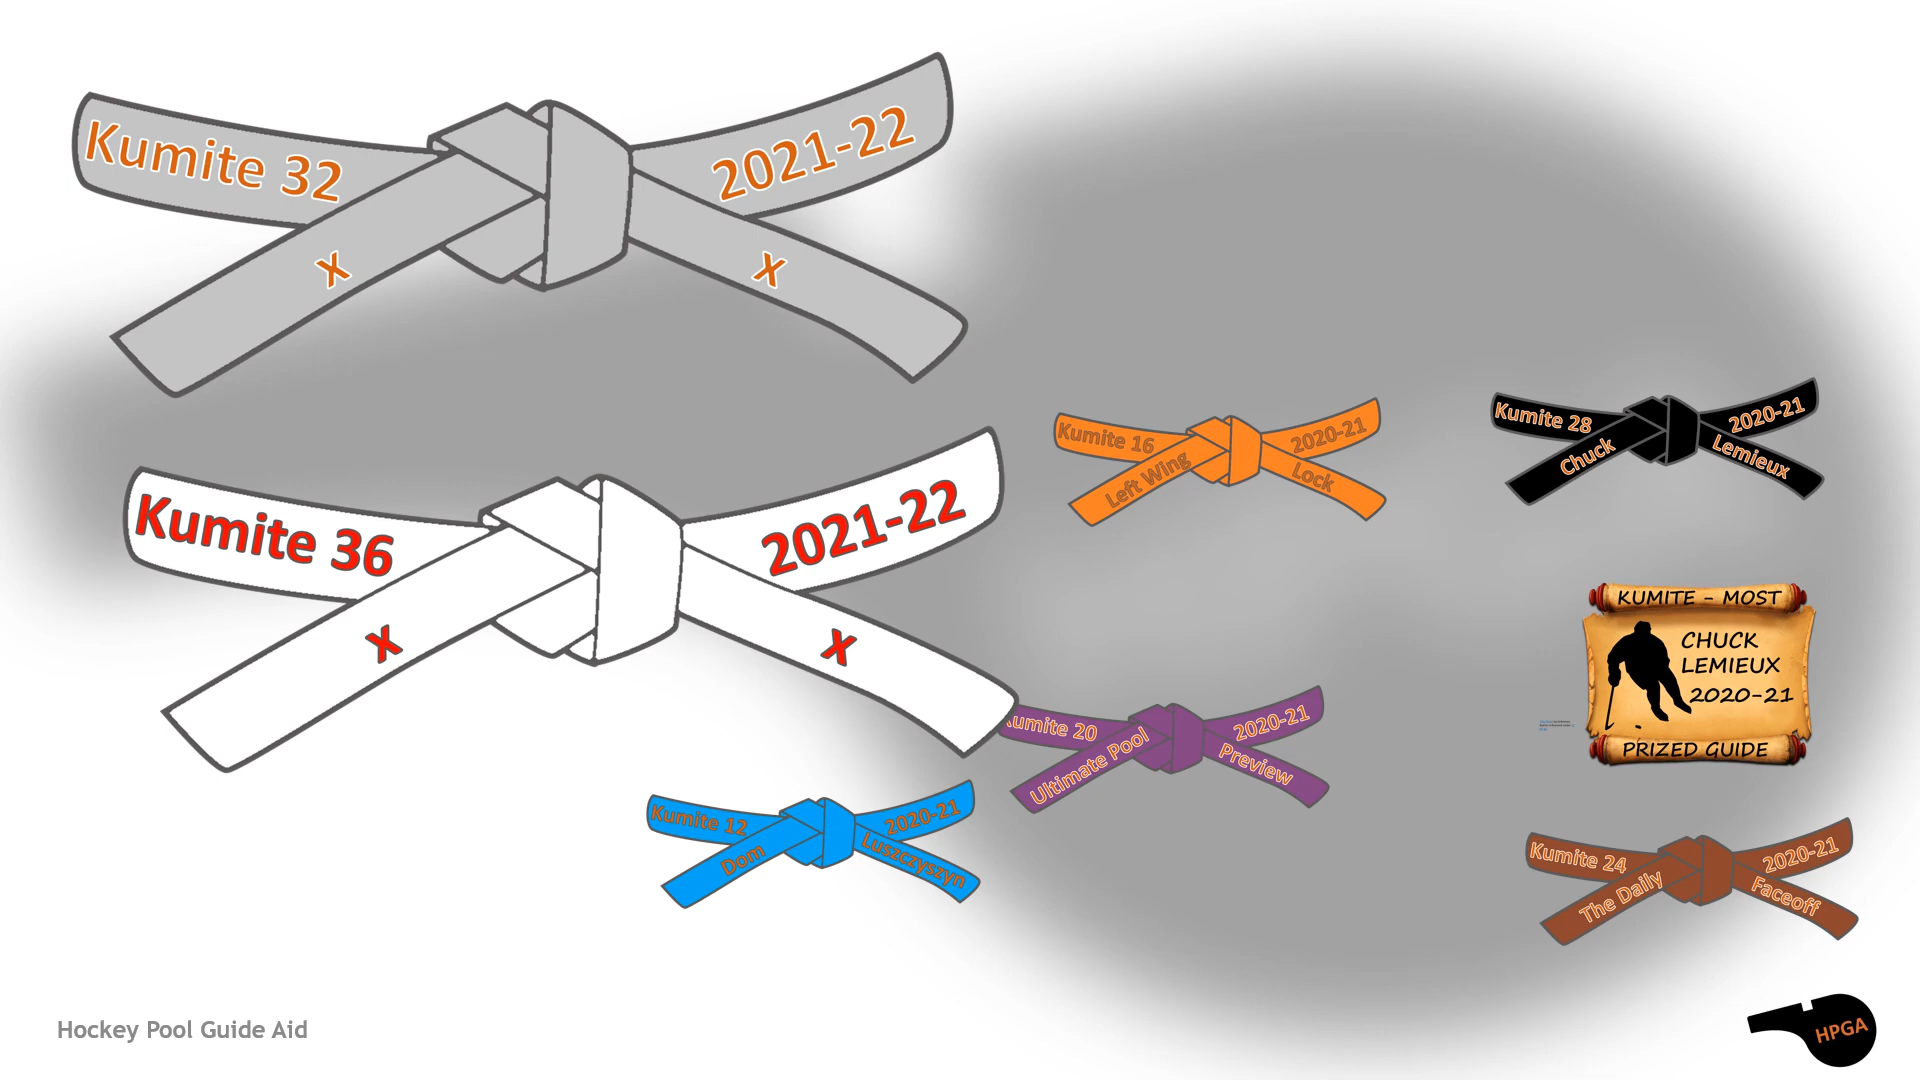 Kumite 32
2021-22
X
X
Kumite 36
2021-22
X
X
Kumite 16
2020-21
Left Wing
Lock
Kumite 28
2020-21
Chuck
Lemieux
KUMITE - MOST
CHUCK
LEMIEUX
2020-21
PRIZED GUIDE
Kumite 20
2020-21
Ultimate Pool
Preview
Kumite 12
2020-21
Dom
Luszczyszyn
Kumite 24
2020-21
The Daily
Faceoff
Hockey Pool Guide Aid
HPGA